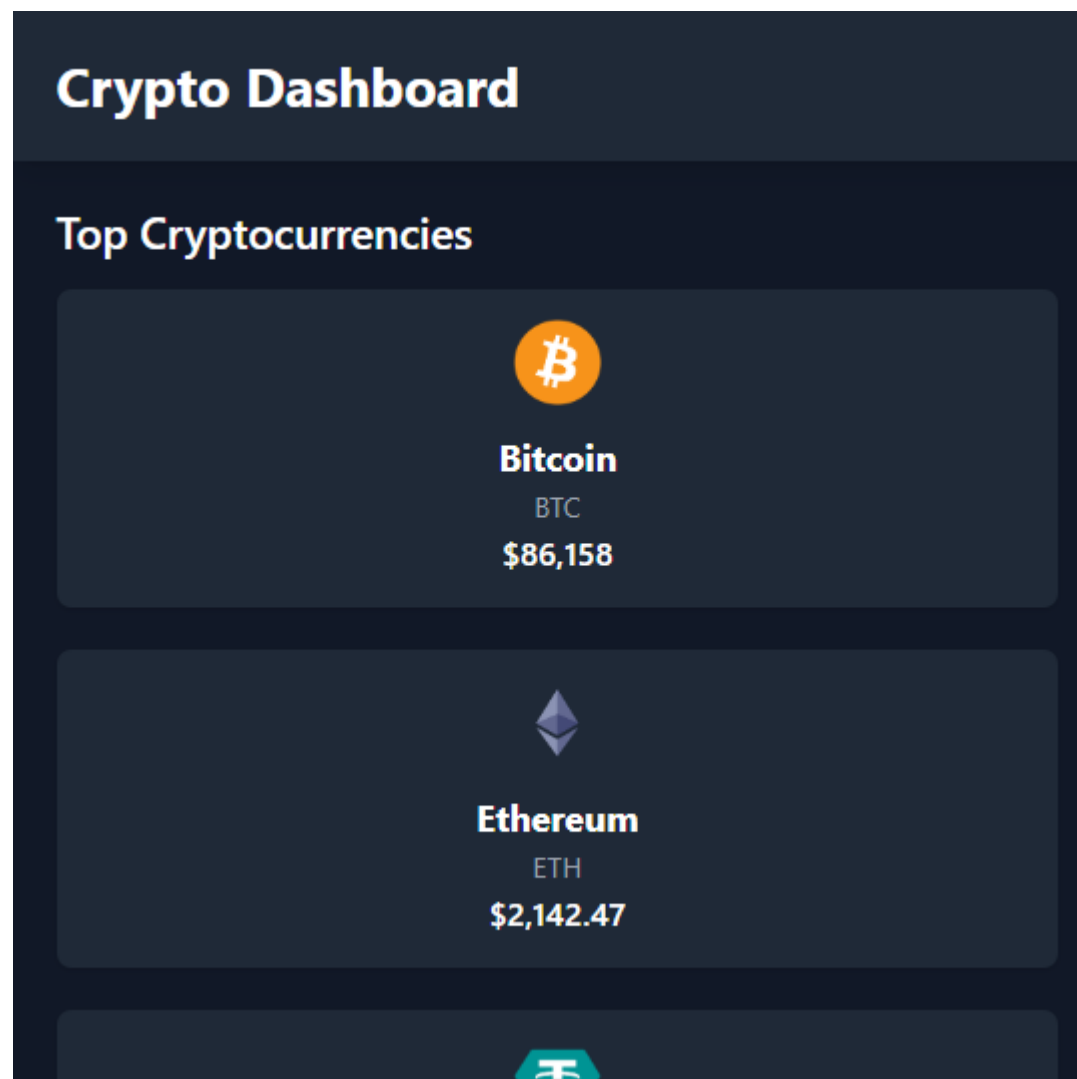 Crypto Dashboard
Top Cryptocurrencies
Bitcoin
BTC
$86,158
Ethereum
ETH
$2,142.47